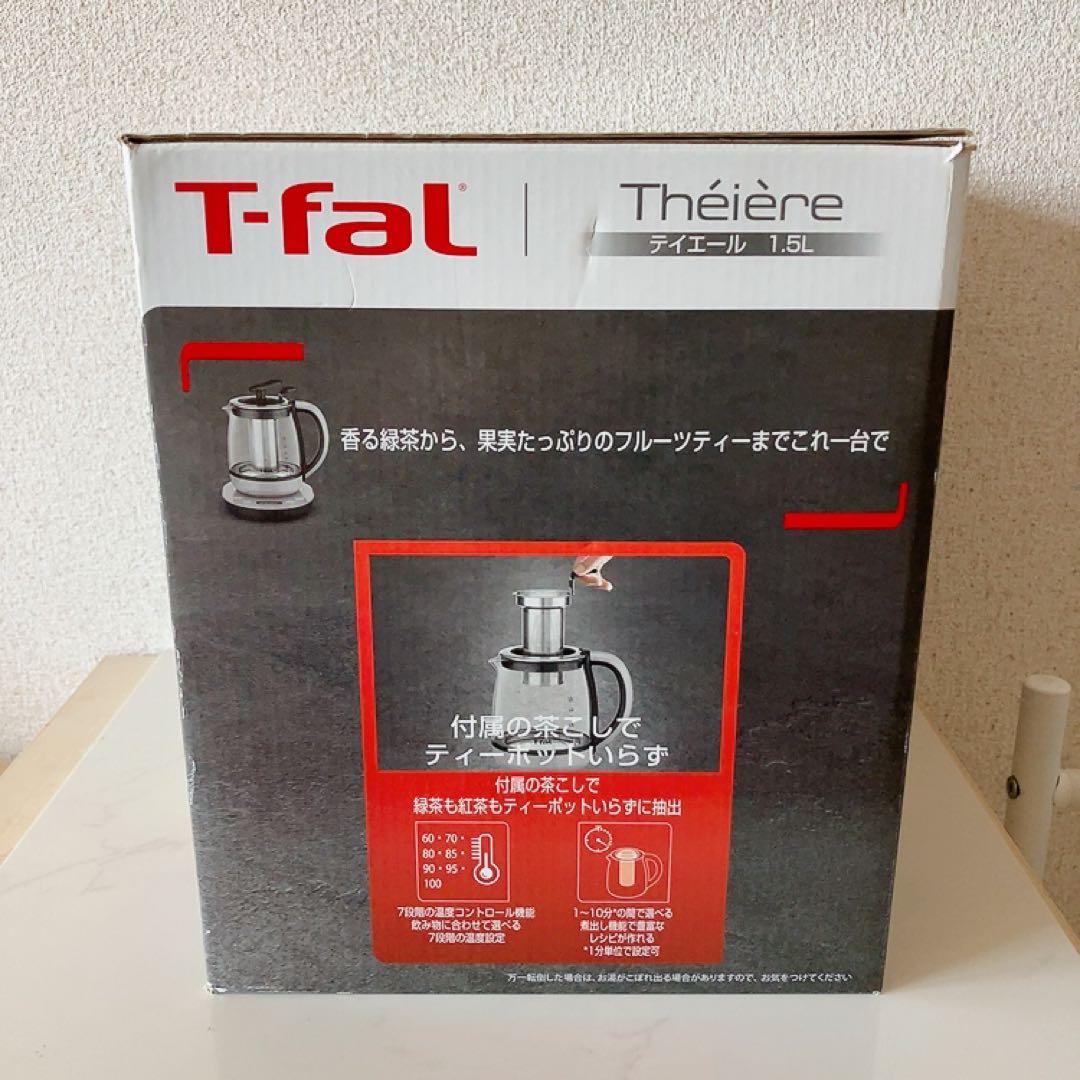 T-fal®
Théière
テイエール 1.5L
香る緑茶から、果実たっぷりのフルーツティーまでこれ一台で
付属の茶こしで
ティーポットいらず
付属の茶こしで
緑茶も紅茶もティーポットいらずに抽出
60・70・
80・85・
90・95・
100
7段階の温度コントロール機能
飲み物に合わせて選べる
7段階の温度設定
1～10分*の間で選べる
煮出し機能で豊富な
レシピが作れる
*1分単位で設定可
万一転倒した場合は、お湯がこぼれ出る場合がありますので、お気をつけてください